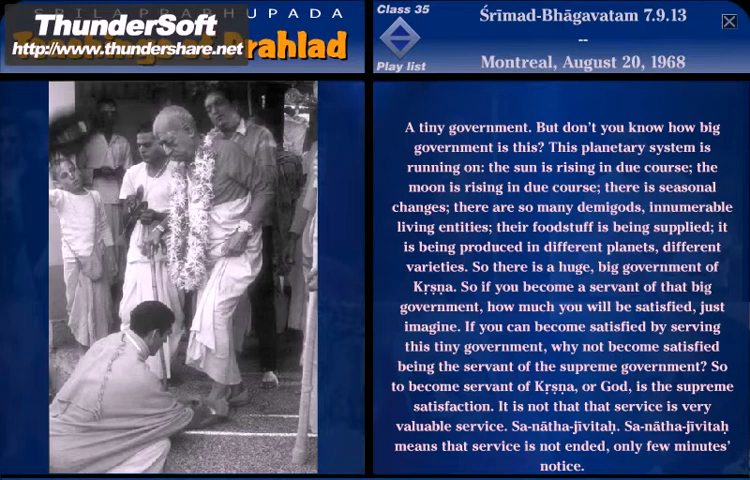 SRILA PRABHUPADA
ThunderSoft
http://www.thundershare.net
Prahlad
Class 35
Play list
Śrīmad-Bhāgavatam 7.9.13
--
Montreal, August 20, 1968
A tiny government. But don't you know how big
government is this? This planetary system is
running on: the sun is rising in due course; the
moon is rising in due course; there is seasonal
changes; there are so many demigods, innumerable
living entities; their foodstuff is being supplied; it
is being produced in different planets, different
varieties. So there is a huge, big government of
Kṛṣṇa. So if you become a servant of that big
government, how much you will be satisfied, just
imagine. If you can become satisfied by serving
this tiny government, why not become satisfied
being the servant of the supreme government? So
to become servant of Kṛṣṇa, or God, is the supreme
satisfaction. It is not that that service is very
valuable service. Sa-nātha-jīvitaḥ. Sa-nātha-jīvitaḥ
means that service is not ended, only few minutes'
notice.